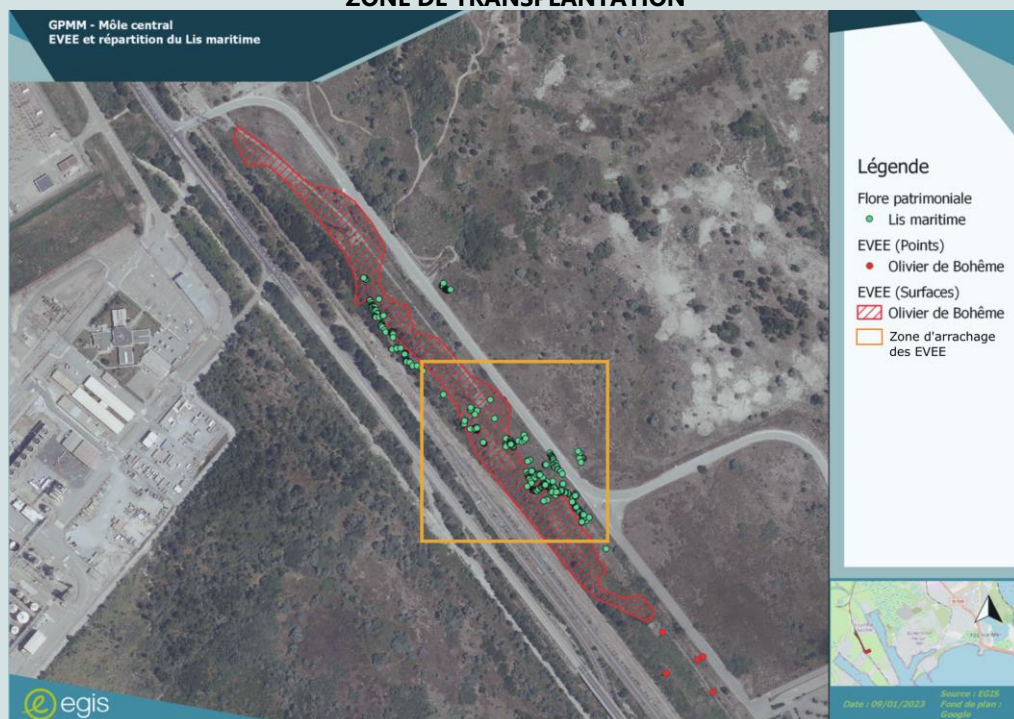 ZONE DE TRANSPLANTATION
GPMM - Môle central
EVEE et répartition du Lis maritime
Légende
Flore patrimoniale
Lis maritime
EVEE (Points)
Olivier de Bohême
EVEE (Surfaces)
Olivier de Bohême
Zone d'arrachage
des EVEE
egis
Date : 09/01/2023
Source : EGIS
Fond de plan :
Google